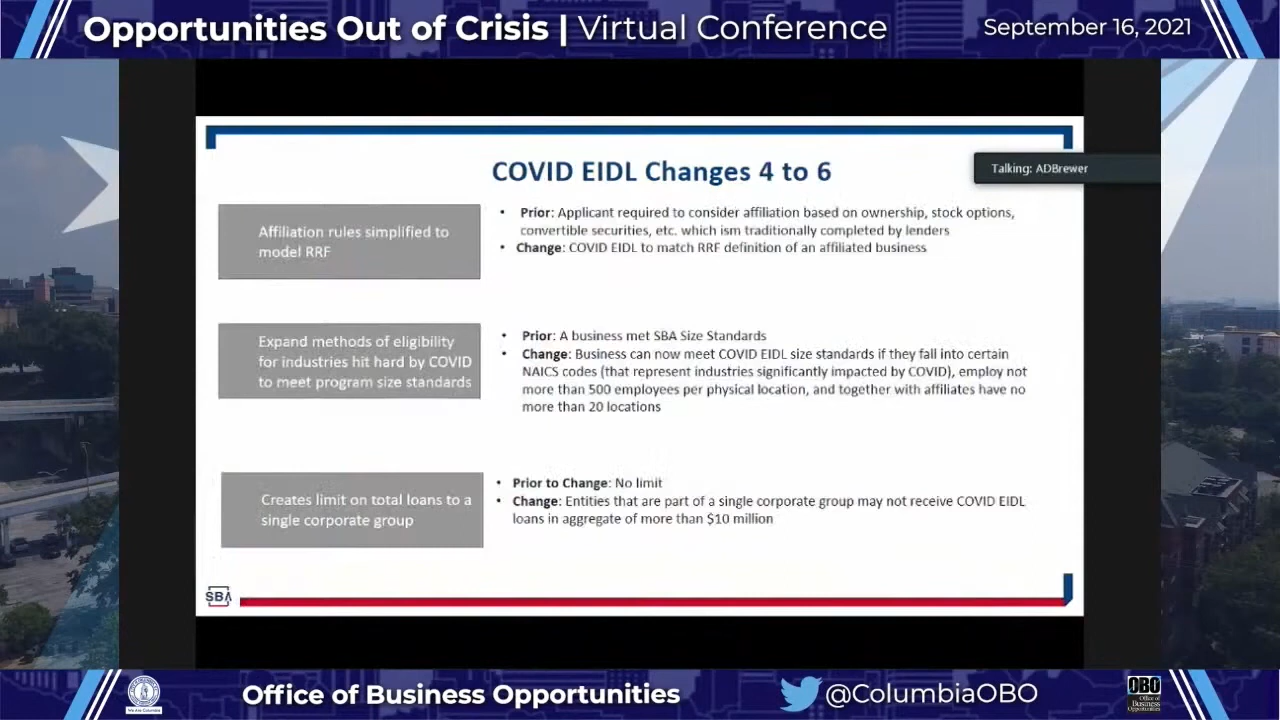 Opportunities Out of Crisis | Virtual Conference
September 16, 2021
COVID EIDL Changes 4 to 6
Talking: ADBrewer
Affiliation rules simplified to
model RRF
• Prior: Applicant required to consider affiliation based on ownership, stock options,
convertible securities, etc. which ism traditionally completed by lenders
• Change: COVID EIDL to match RRF definition of an affiliated business
Expand methods of eligibility
for industries hit hard by COVID
to meet program size standards
• Prior: A business met SBA Size Standards
• Change: Business can now meet COVID EIDL size standards if they fall into certain
NAICS codes (that represent industries significantly impacted by COVID), employ not
more than 500 employees per physical location, and together with affiliates have no
more than 20 locations
Creates limit on total loans to a
single corporate group
• Prior to Change: No limit
• Change: Entities that are part of a single corporate group may not receive COVID EIDL
loans in aggregate of more than $10 million
SBA
We Are Columbia
Office of Business Opportunities
@ColumbiaOBO
OBO
Office of
Business
Opportunities